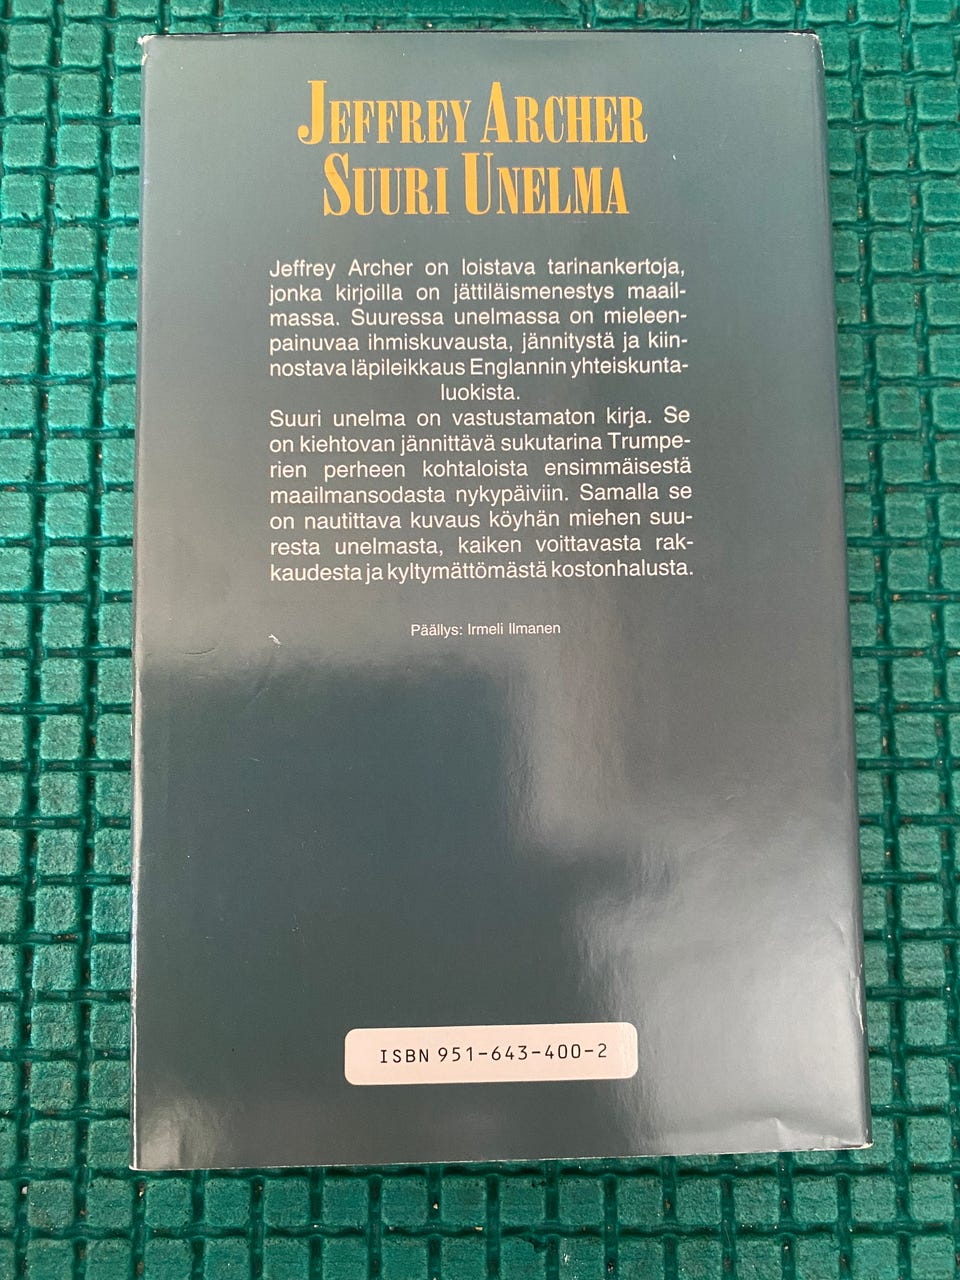 JEFFREY ARCHER
SUURI UNELMA
Jeffrey Archer on loistava tarinankertoja,
jonka kirjoilla on jättiläismenestys maail-
massa. Suuressa unelmassa on mieleen-
painuvaa ihmiskuvausta, jännitystä ja kiin-
nostava läpileikkaus Englannin yhteiskunta-
luokista.
Suuri unelma on vastustamaton kirja. Se
on kiehtovan jännittävä sukutarina Trumpe-
rien perheen kohtaloista ensimmäisestä
maailmansodasta nykypäiviin. Samalla se
on nautittava kuvaus köyhän miehen suu-
resta unelmasta, kaiken voittavasta rak-
kaudesta ja kyltymättömästä kostonhalusta.
Päällys: Irmeli Ilmanen
ISBN 951-643-400-2